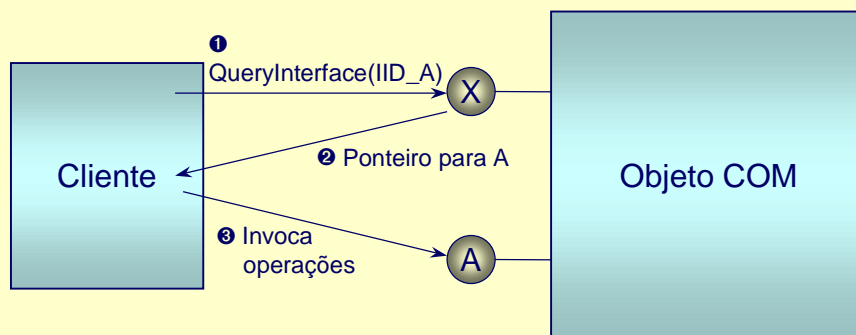 ❶
QueryInterface(IID_A)
X
Cliente
❷ Ponteiro para A
Objeto COM
❸ Invoca
operações
A